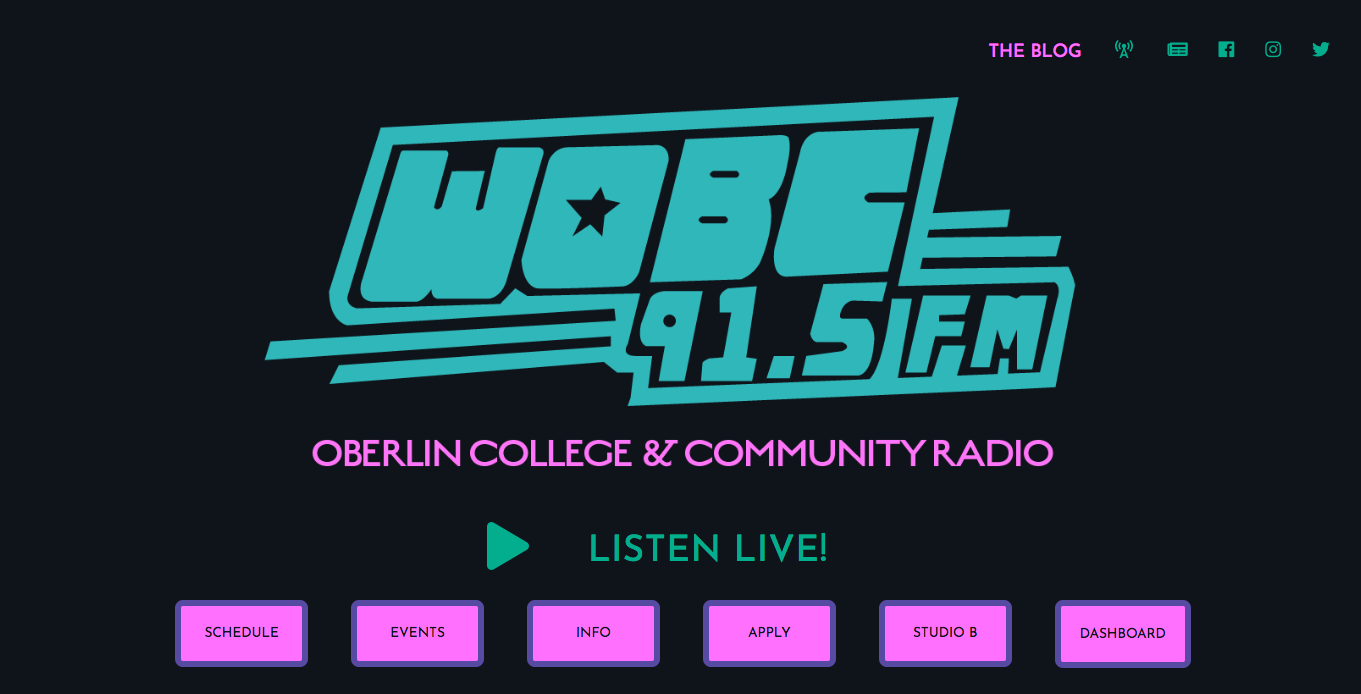 THE BLOG
WOBC
91.5 FM
OBERLIN COLLEGE & COMMUNITY RADIO
LISTEN LIVE!
SCHEDULE
EVENTS
INFO
APPLY
STUDIO B
DASHBOARD